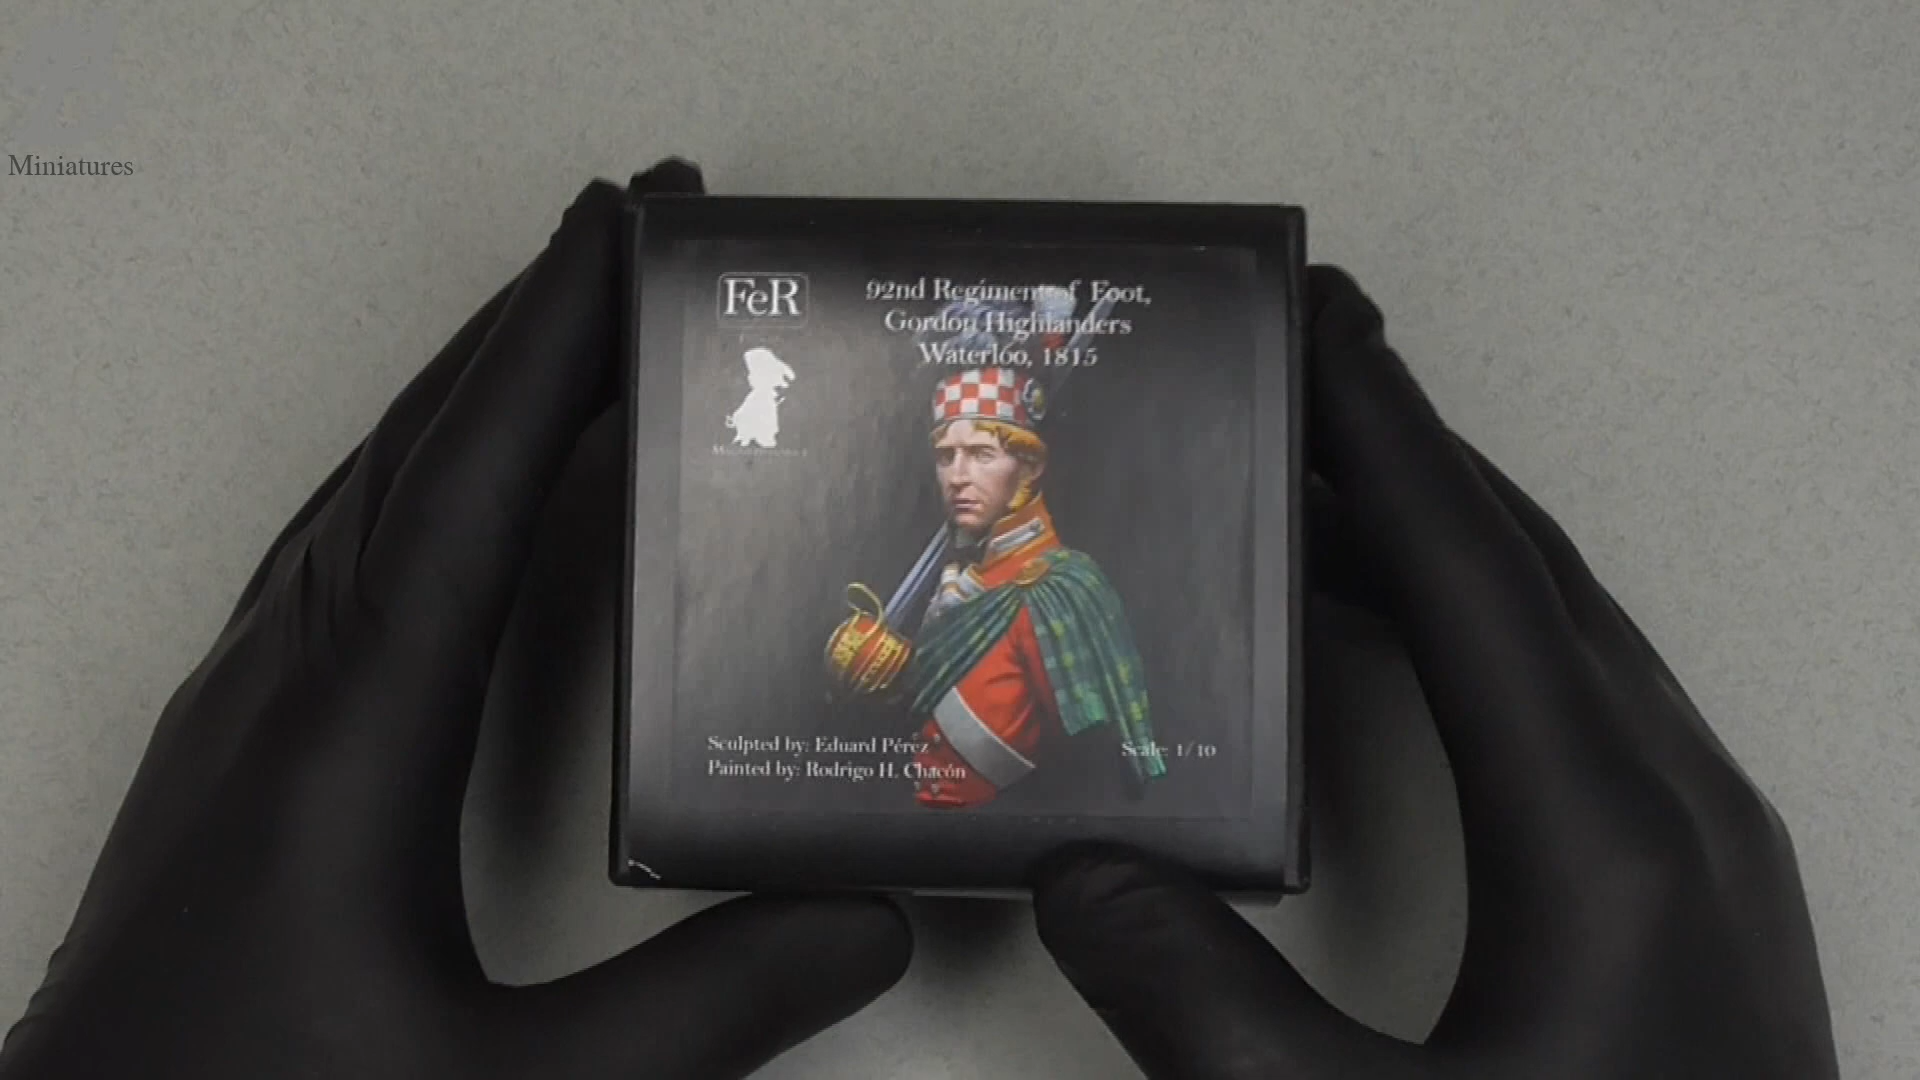 Miniatures
FeR
92nd Regiment of Foot,
Gordon Highlanders
Waterloo, 1815
Sculpted by: Eduard Pérez
Painted by: Rodrigo H. Chacón
Scale: 1/10